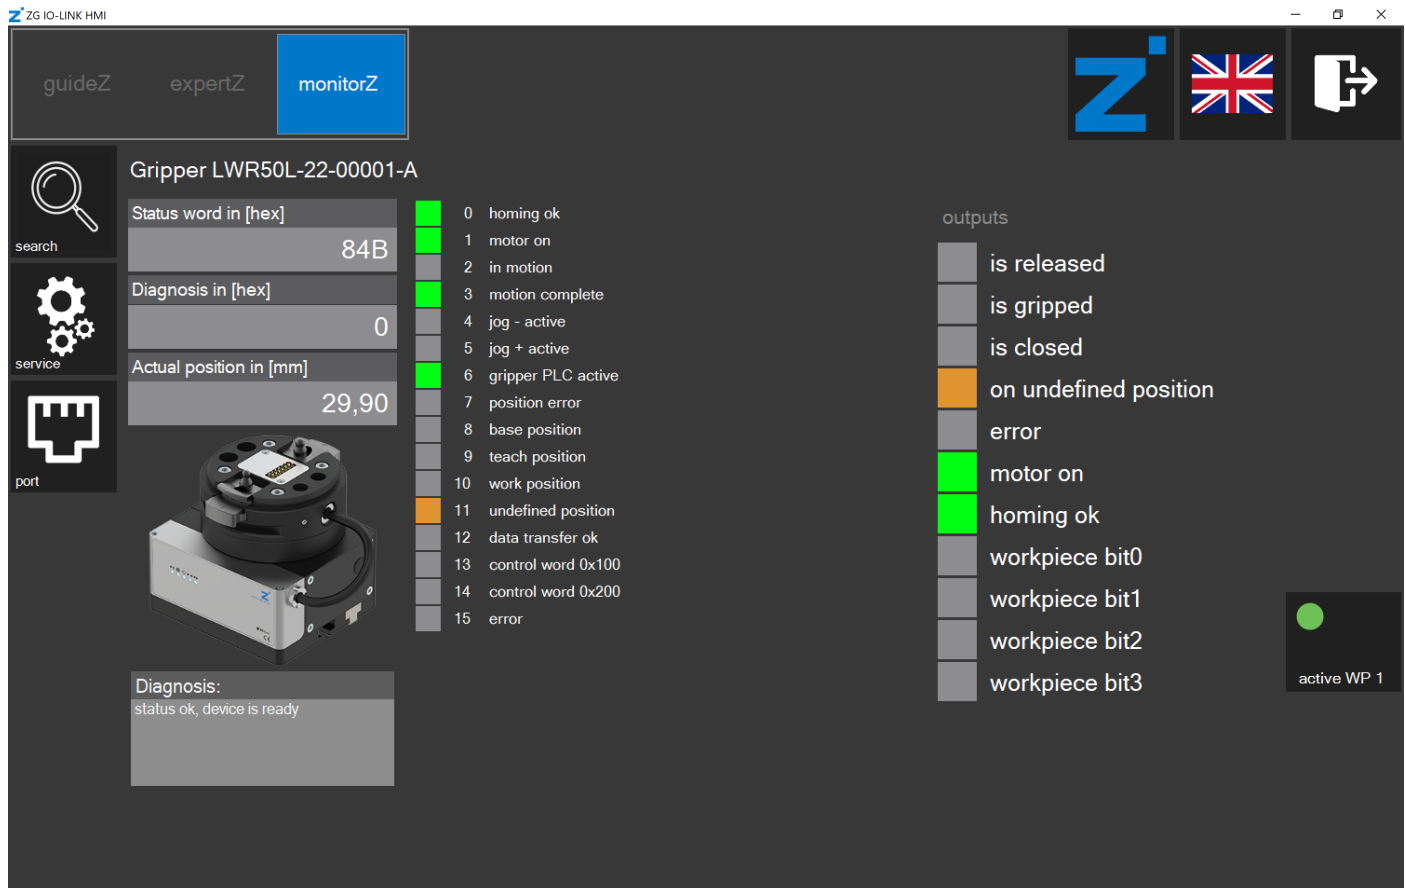 ZG IO-LINK HMI
guideZ
expertZ
monitorZ
search
service
port
Gripper LWR50L-22-00001-A
Status word in [hex]
84B
Diagnosis in [hex]
0
Actual position in [mm]
29,90
Diagnosis:
status ok, device is ready
0 homing ok
1 motor on
2 in motion
3 motion complete
4 jog - active
5 jog + active
6 gripper PLC active
7 position error
8 base position
9 teach position
10 work position
11 undefined position
12 data transfer ok
13 control word 0x100
14 control word 0x200
15 error
outputs
is released
is gripped
is closed
on undefined position
error
motor on
homing ok
workpiece bit0
workpiece bit1
workpiece bit2
workpiece bit3
active WP 1